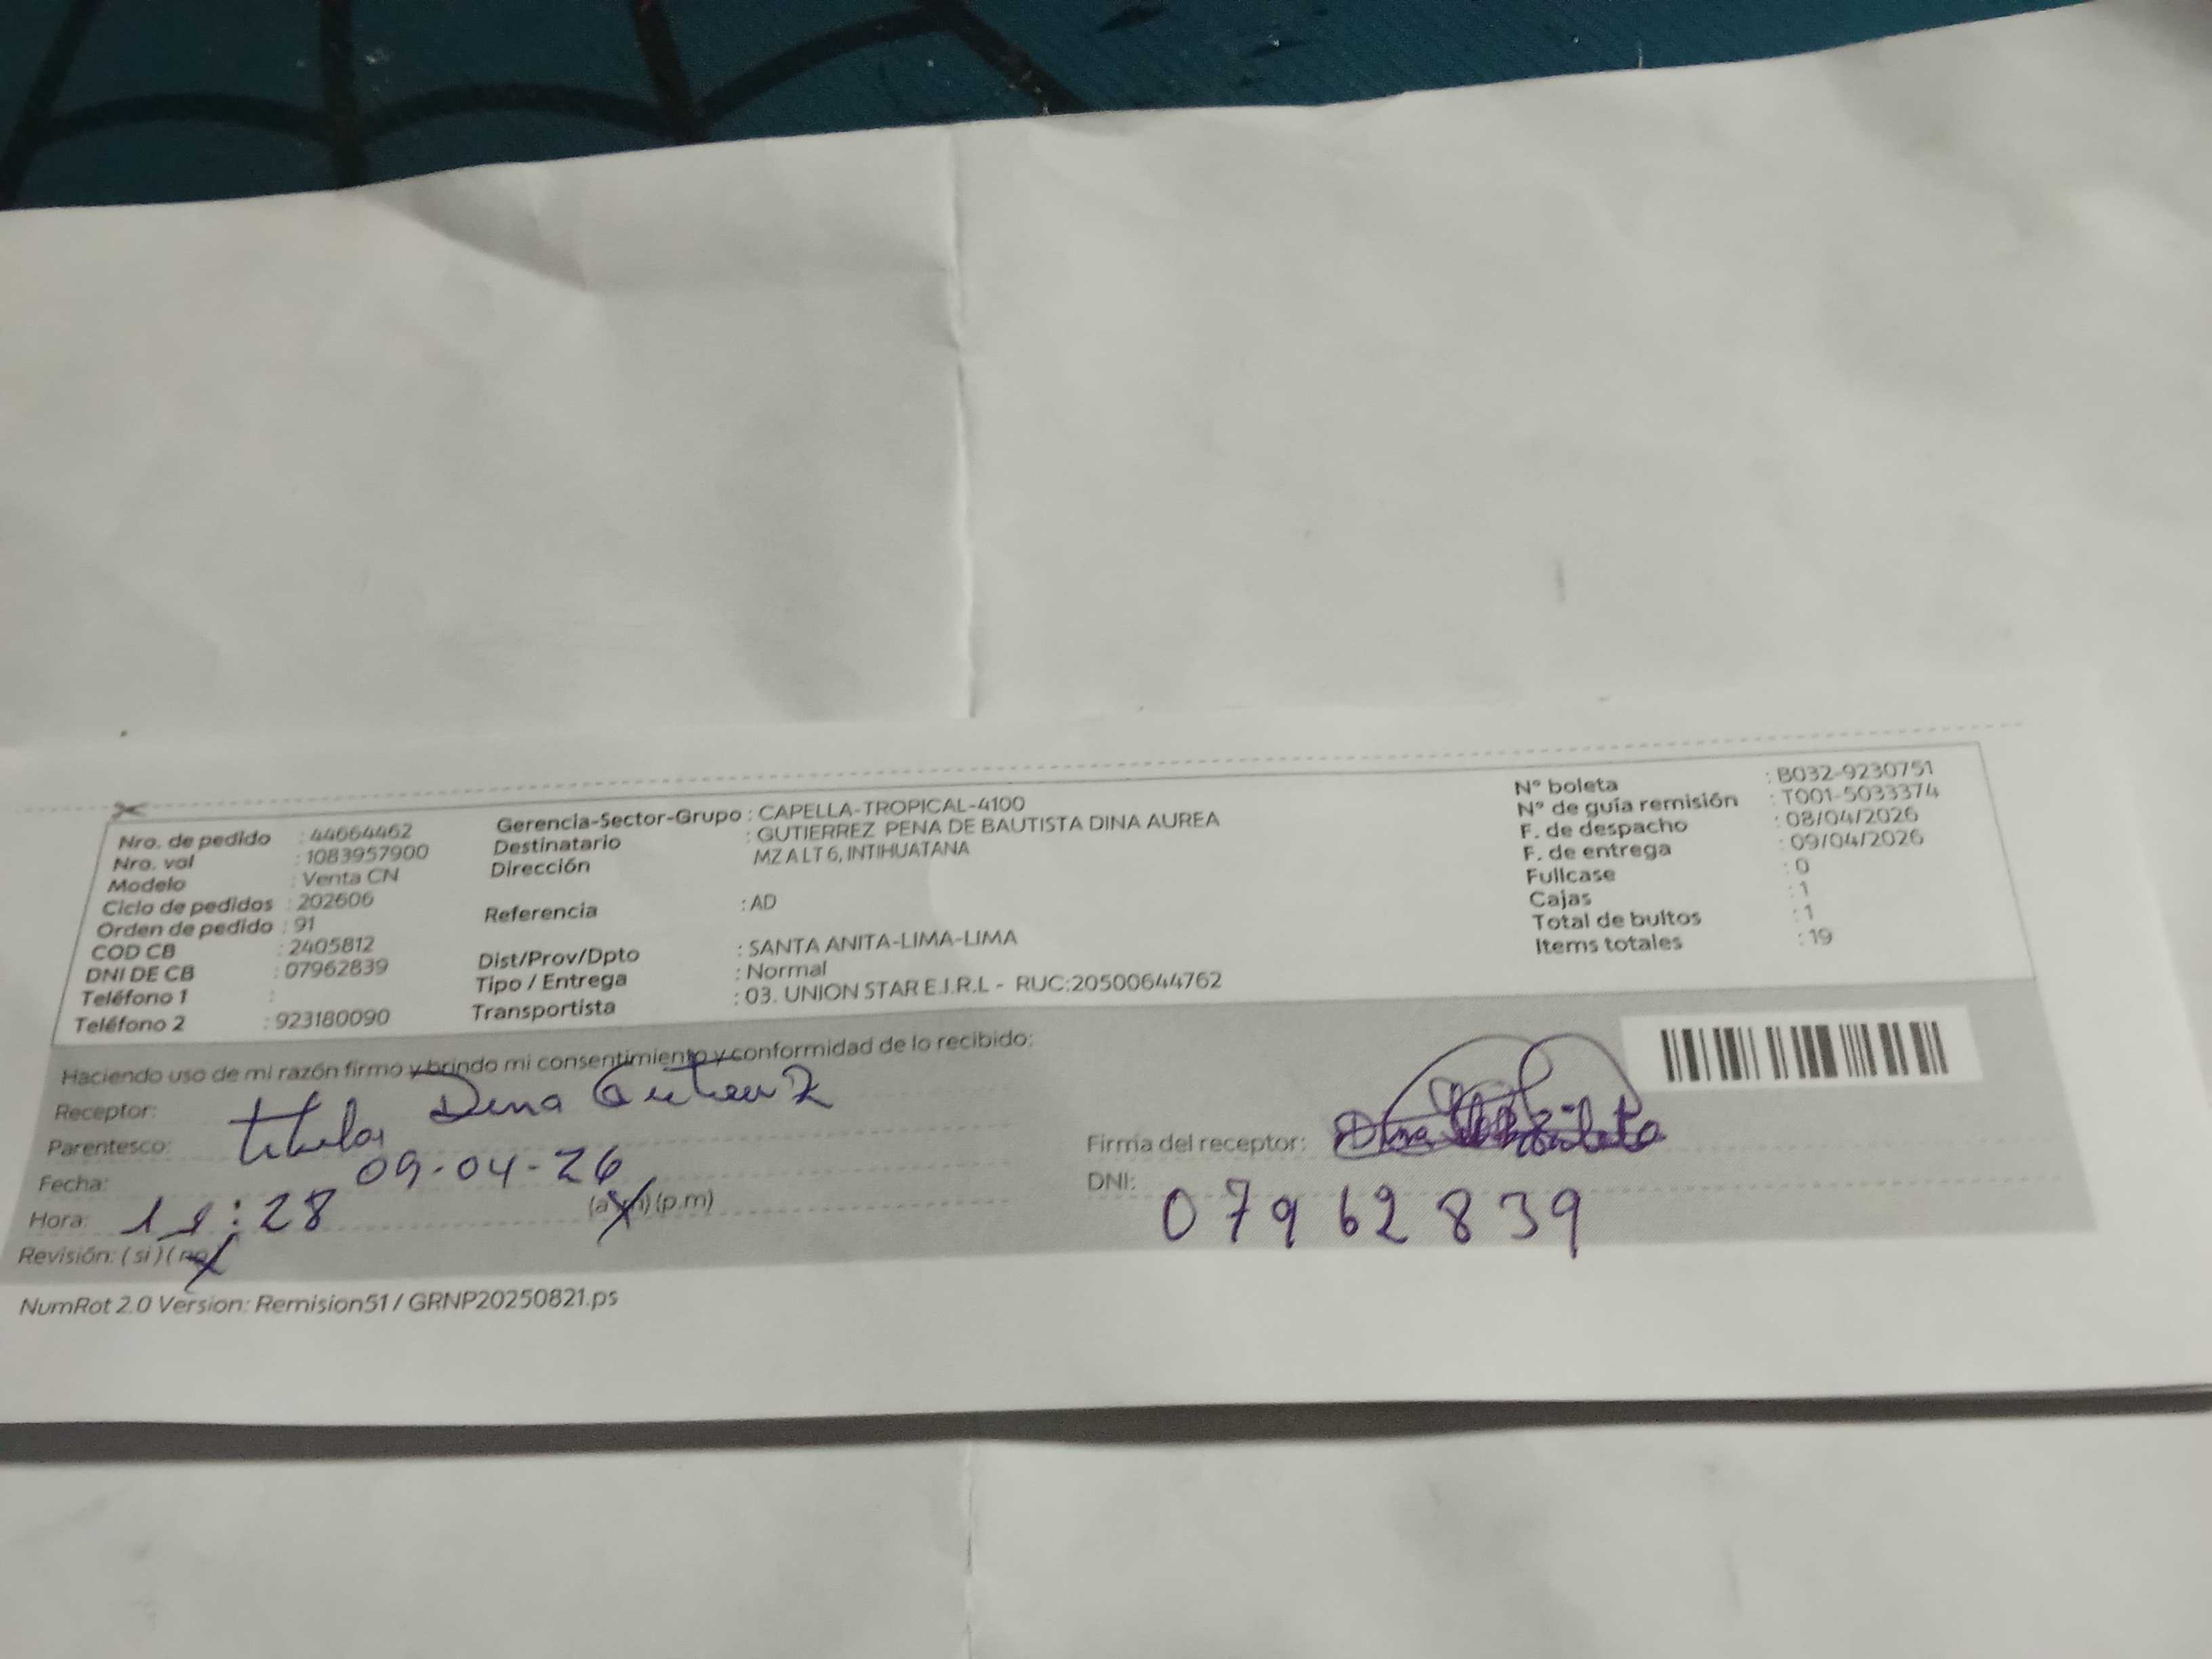 Nro. de pedido : 44664462
Nro. vol : 1083957900
Modelo : Venta CN
Ciclo de pedidos : 202606
Orden de pedido : 91
COD CB : 2405812
DNI DE CB : 07962839
Teléfono 1 :
Teléfono 2 : 923180090
Gerencia-Sector-Grupo : CAPELLA-TROPICAL-4100
Destinatario : GUTIERREZ PENA DE BAUTISTA DINA AUREA
Dirección MZ A LT 6, INTIHUATANA
Referencia : AD
Dist/Prov/Dpto : SANTA ANITA-LIMA-LIMA
Tipo / Entrega : Normal
Transportista : 03. UNION STAR E.I.R.L - RUC:20500644762
N° boleta : B032-9230751
N° de guía remisión : T001-5033374
F. de despacho : 08/04/2026
F. de entrega : 09/04/2026
Fullcase : 0
Cajas : 1
Total de bultos : 1
Items totales : 19
Haciendo uso de mi razón firmo y brindo mi consentimiento y conformidad de lo recibido:
Receptor: Dina
Parentesco: titular
Fecha: 09-04-26
Hora: 11:28 (a.m) (p.m)
Revisión: ( si ) ( no )
Firma del receptor: Dina
DNI: 07962839
NumRot 2.0 Version: Remision51 / GRNP20250821.ps